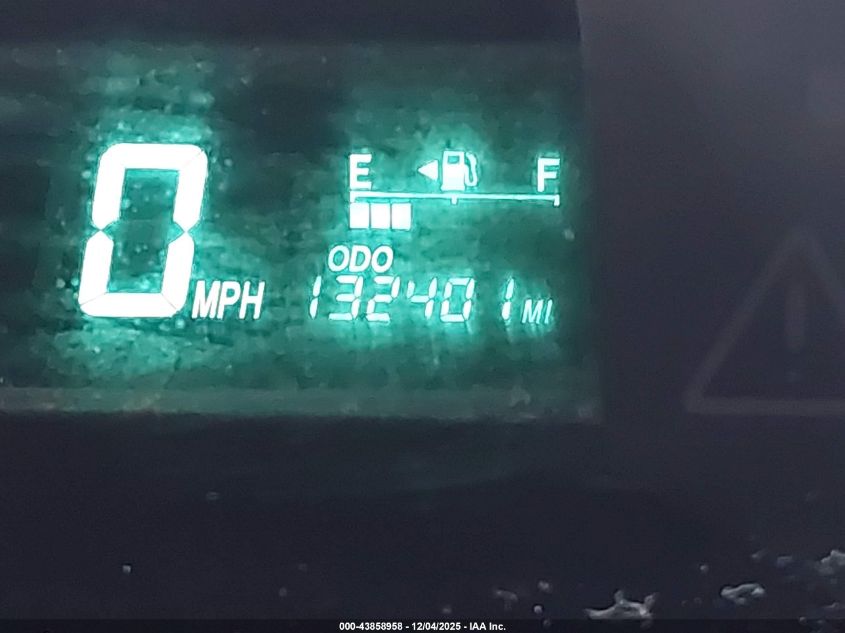 E F
ODO
0 MPH 132401 MI
000-43858958 - 12/04/2025 - IAA Inc.